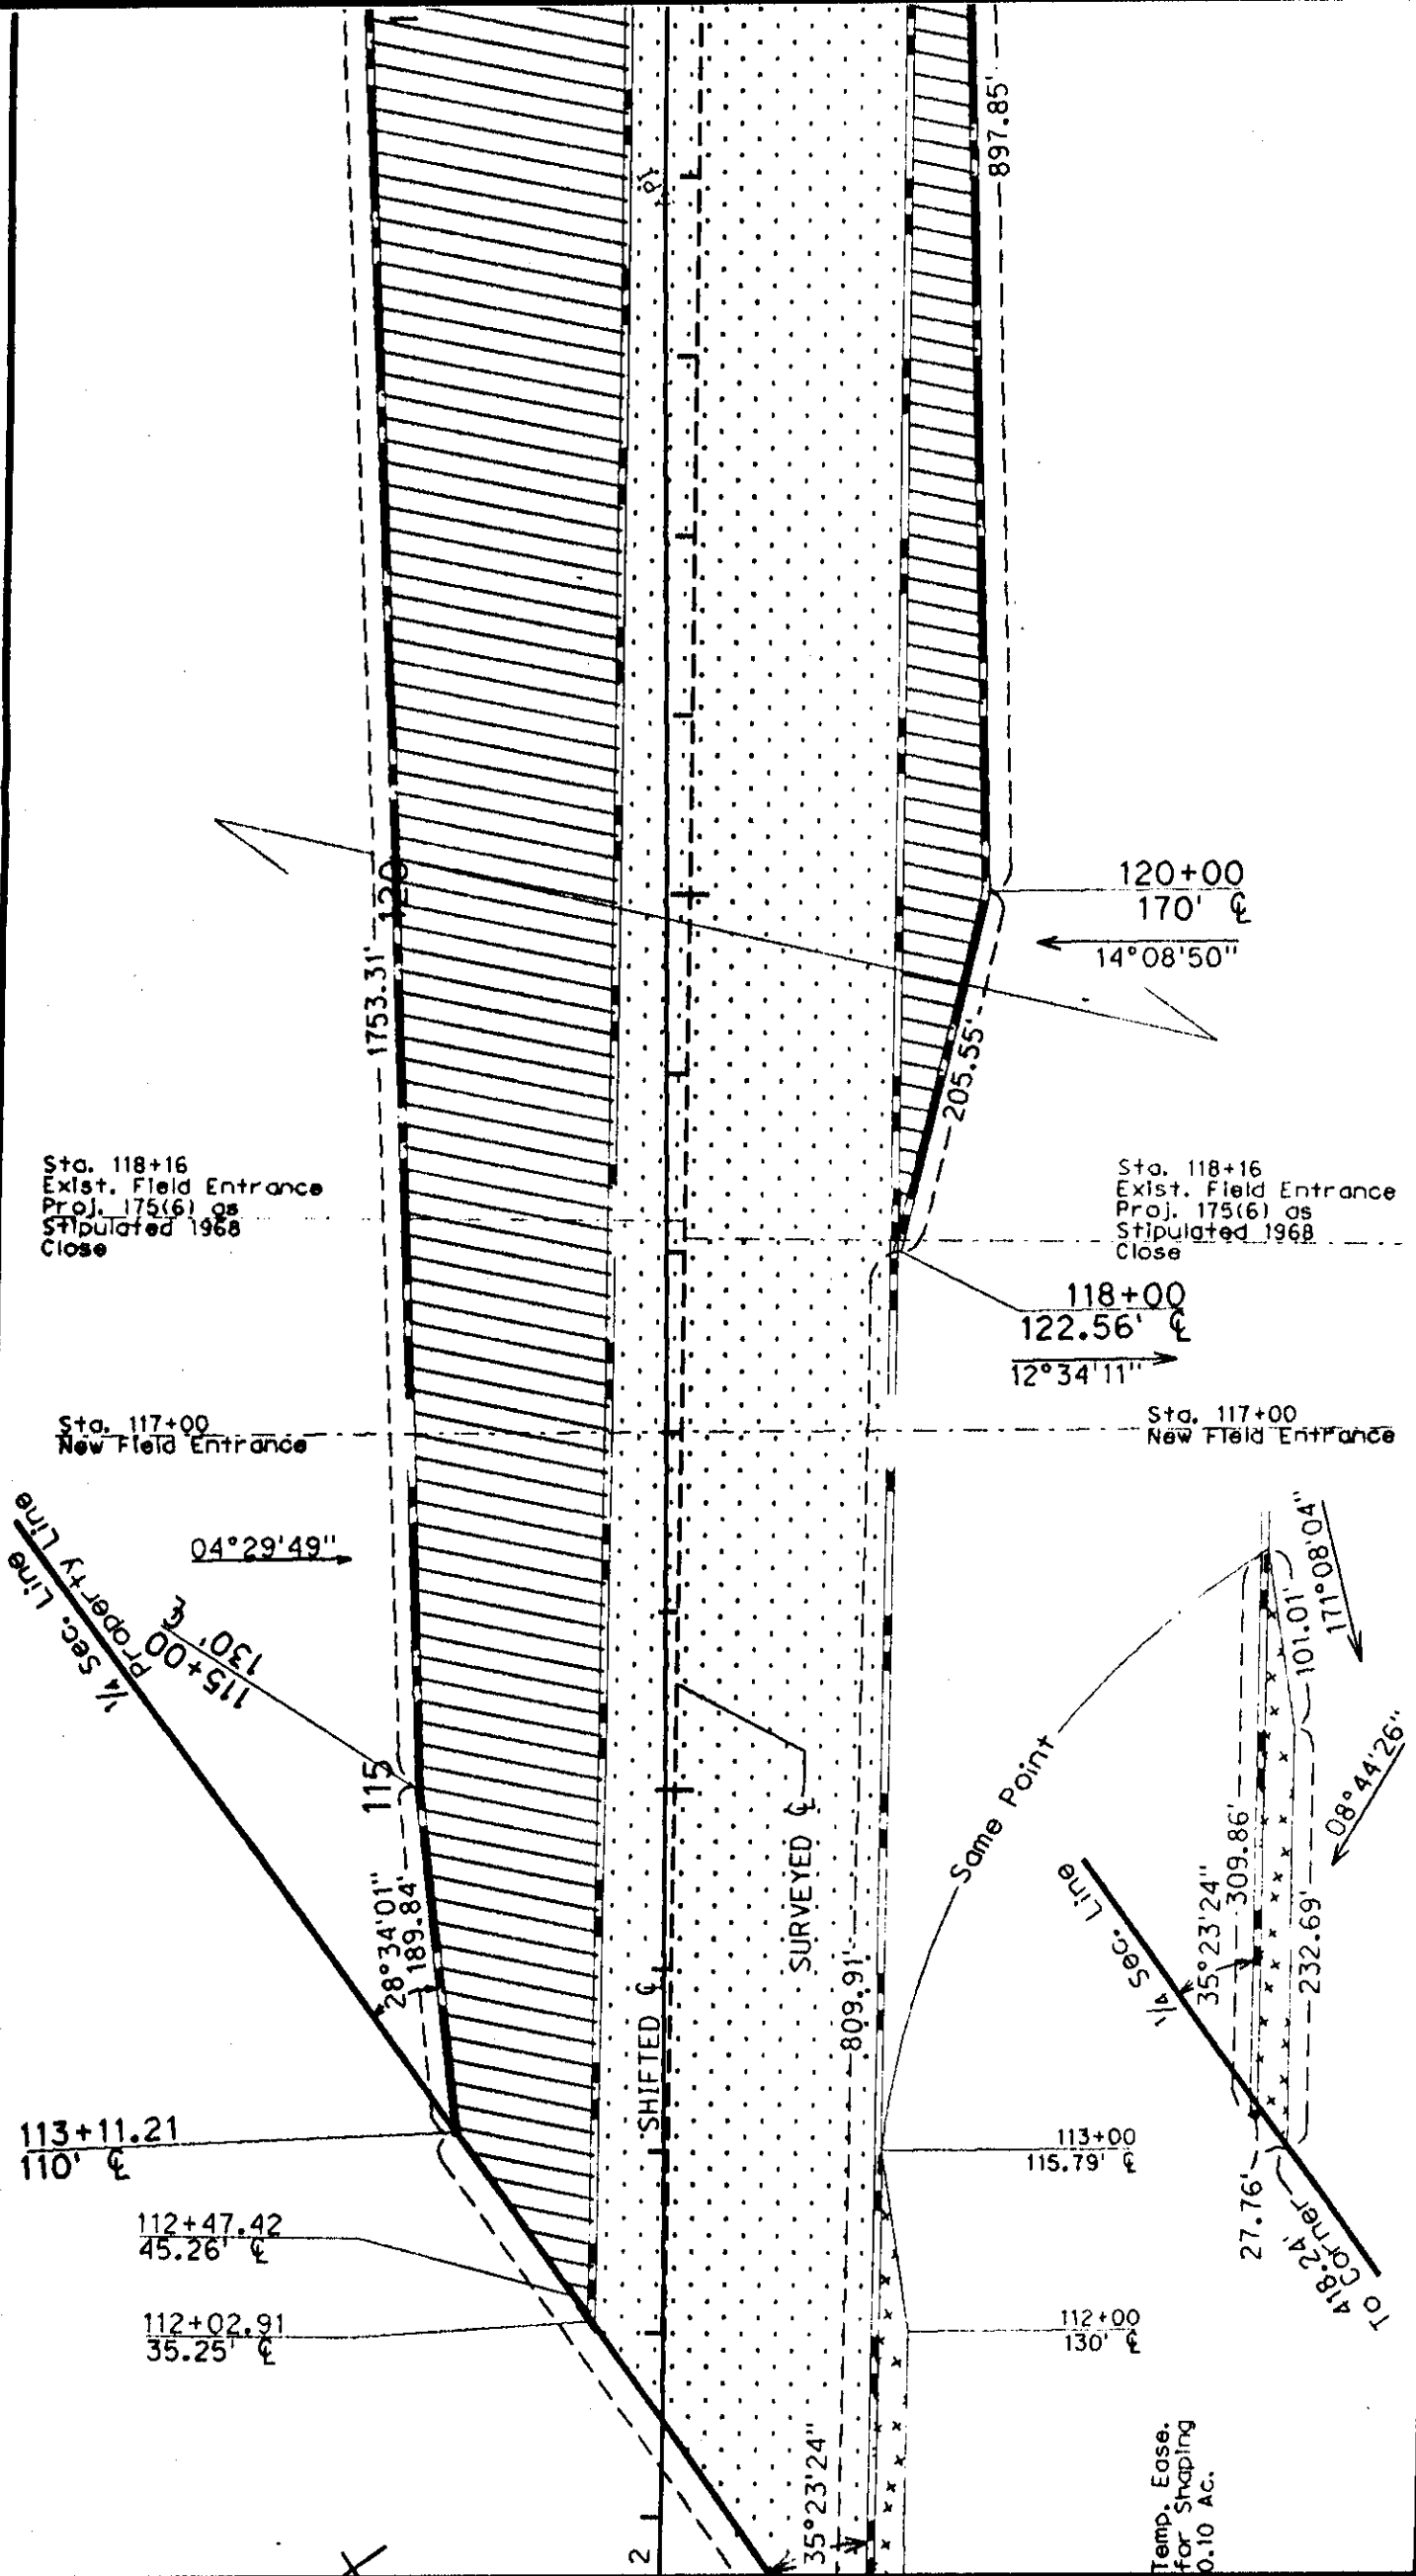 897.85'
P.I.
120+00
170' ℄
14°08'50"
120
1753.31'
205.55'
Sta. 118+16
Exist. Field Entrance
Proj. 175(6) as
Stipulated 1968
Close
Sta. 118+16
Exist. Field Entrance
Proj. 175(6) as
Stipulated 1968
Close
118+00
122.56' ℄
12°34'11"
Sta. 117+00
New Field Entrance
Sta. 117+00
New Field Entrance
04°29'49"
1/4 Sec. Line
Property Line
115+00
130' ℄
115
28°34'01"
189.84'
SHIFTED ℄
SURVEYED ℄
809.91'
Same Point
101.01'
171°08'04"
08°44'26"
309.86'
35°23'24"
232.69'
1/4 Sec. Line
27.76'
418.24'
To Corner
113+11.21
110' ℄
113+00
115.79' ℄
112+47.42
45.26' ℄
112+02.91
35.25' ℄
112+00
130' ℄
35°23'24"
2
Temp. Ease.
for Shaping
0.10 Ac.